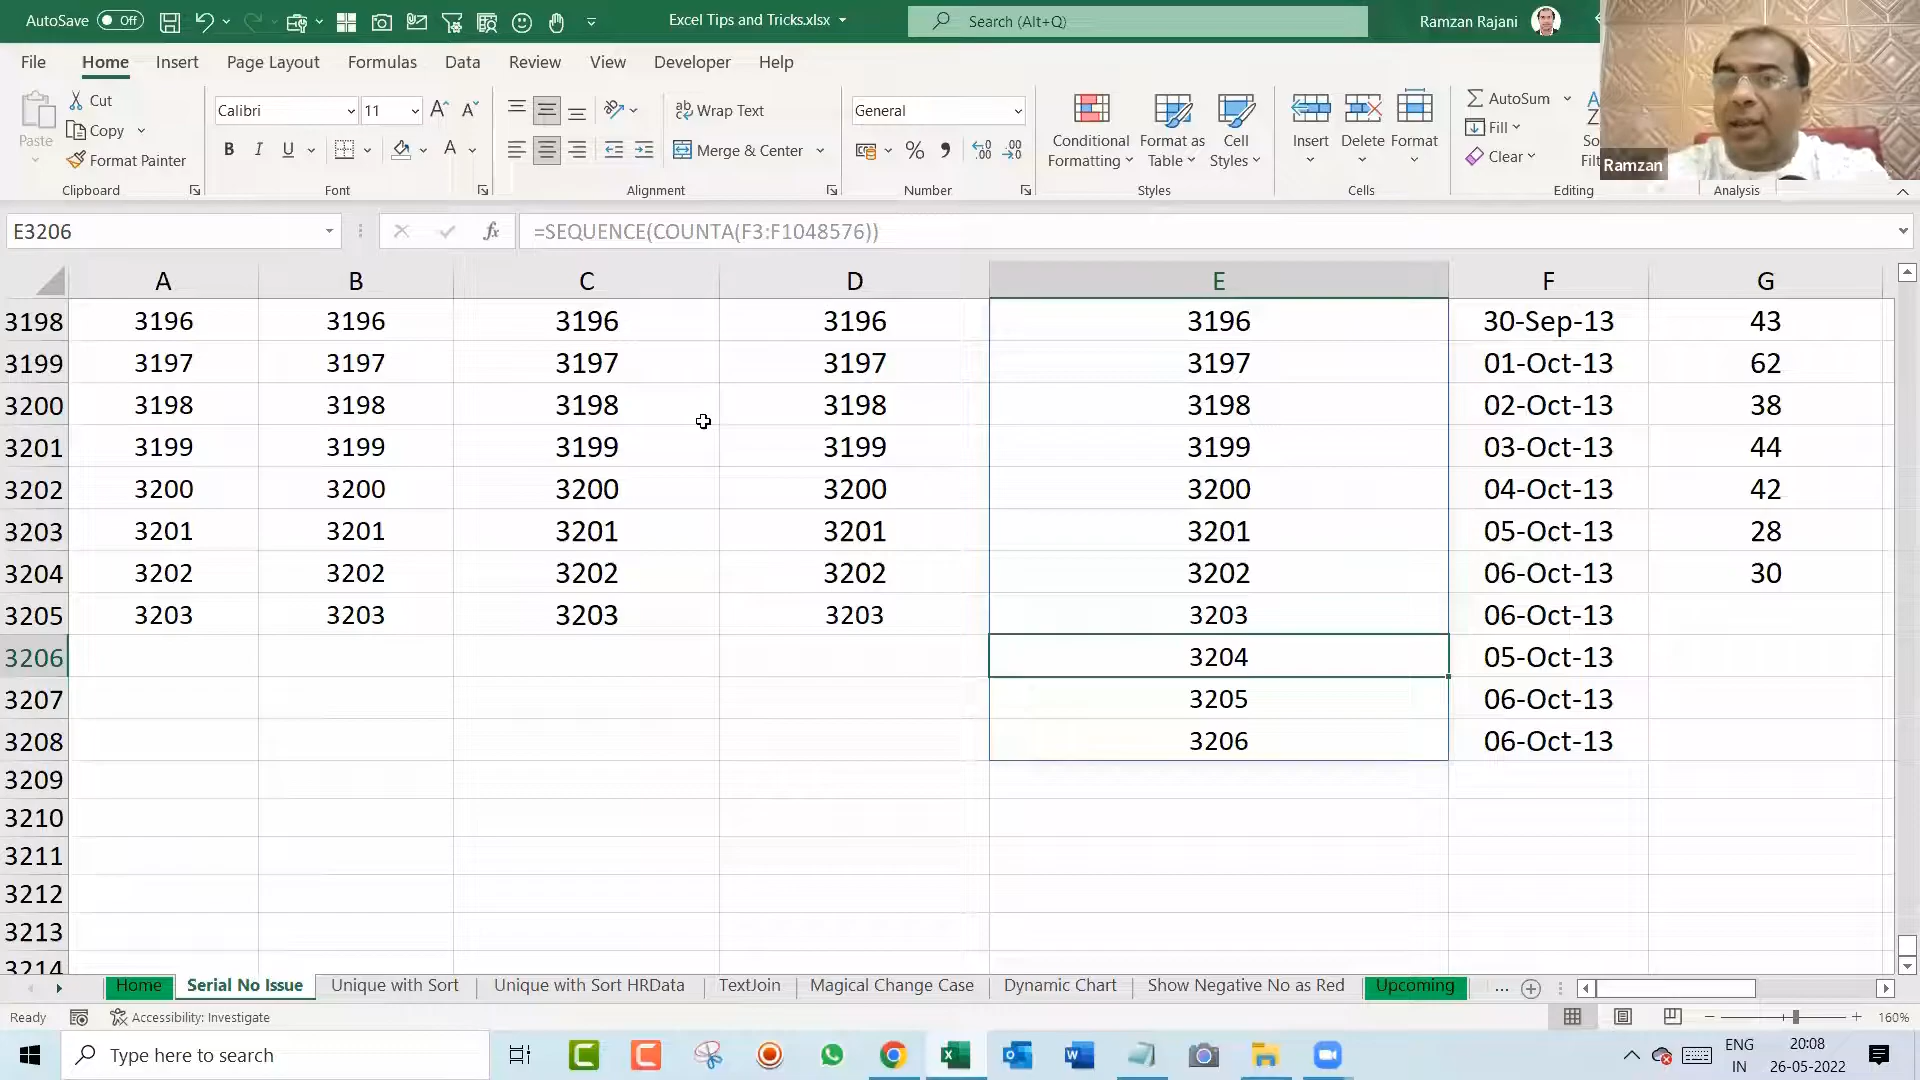 AutoSave Off Excel Tips and Tricks.xlsx Search (Alt+Q) Ramzan Rajani
File Home Insert Page Layout Formulas Data Review View Developer Help
Paste
Cut
Copy
Format Painter
Clipboard
Calibri 11
B I U
Font
Wrap Text
Merge & Center
Alignment
General
Number
Conditional Formatting
Format as Table
Cell Styles
Styles
Insert Delete Format
Cells
AutoSum
Fill
Clear
Editing
Analysis
Ramzan
E3206 fx =SEQUENCE(COUNTA(F3:F1048576))
A B C D E F G
3198 3196 3196 3196 3196 3196 30-Sep-13 43
3199 3197 3197 3197 3197 3197 01-Oct-13 62
3200 3198 3198 3198 3198 3198 02-Oct-13 38
3201 3199 3199 3199 3199 3199 03-Oct-13 44
3202 3200 3200 3200 3200 3200 04-Oct-13 42
3203 3201 3201 3201 3201 3201 05-Oct-13 28
3204 3202 3202 3202 3202 3202 06-Oct-13 30
3205 3203 3203 3203 3203 3203 06-Oct-13
3206 3204 05-Oct-13
3207 3205 06-Oct-13
3208 3206 06-Oct-13
3209
3210
3211
3212
3213
3214
Home Serial No Issue Unique with Sort Unique with Sort HRData TextJoin Magical Change Case Dynamic Chart Show Negative No as Red Upcoming ...
Ready Accessibility: Investigate 160%
Type here to search
ENG
IN
20:08
26-05-2022